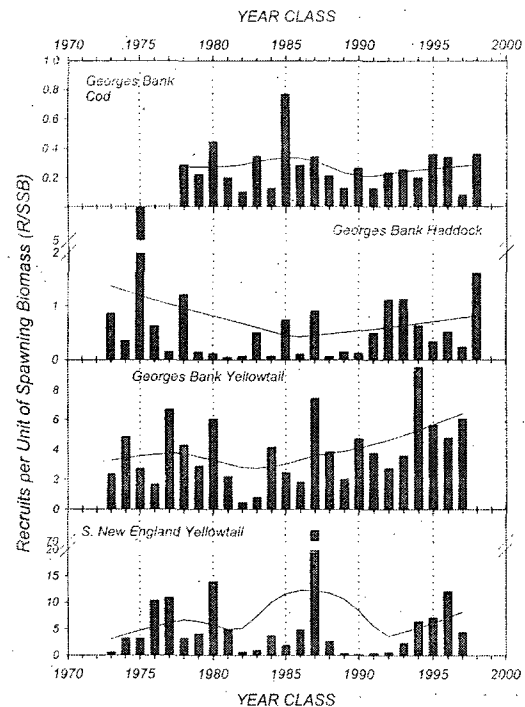 YEAR CLASS
1970 1975 1980 1985 1990 1995 2000
1.0
Georges Bank
Cod
0.8
0.6
0.4
0.2
5
Georges Bank Haddock
2
1
0
Georges Bank Yellowtail
8
6
4
2
0
S. New England Yellowtail
79
20
15
10
5
0
1970 1975 1980 1985 1990 1995 2000
YEAR CLASS
Recruits per Unit of Spawning Biomass (R/SSB)